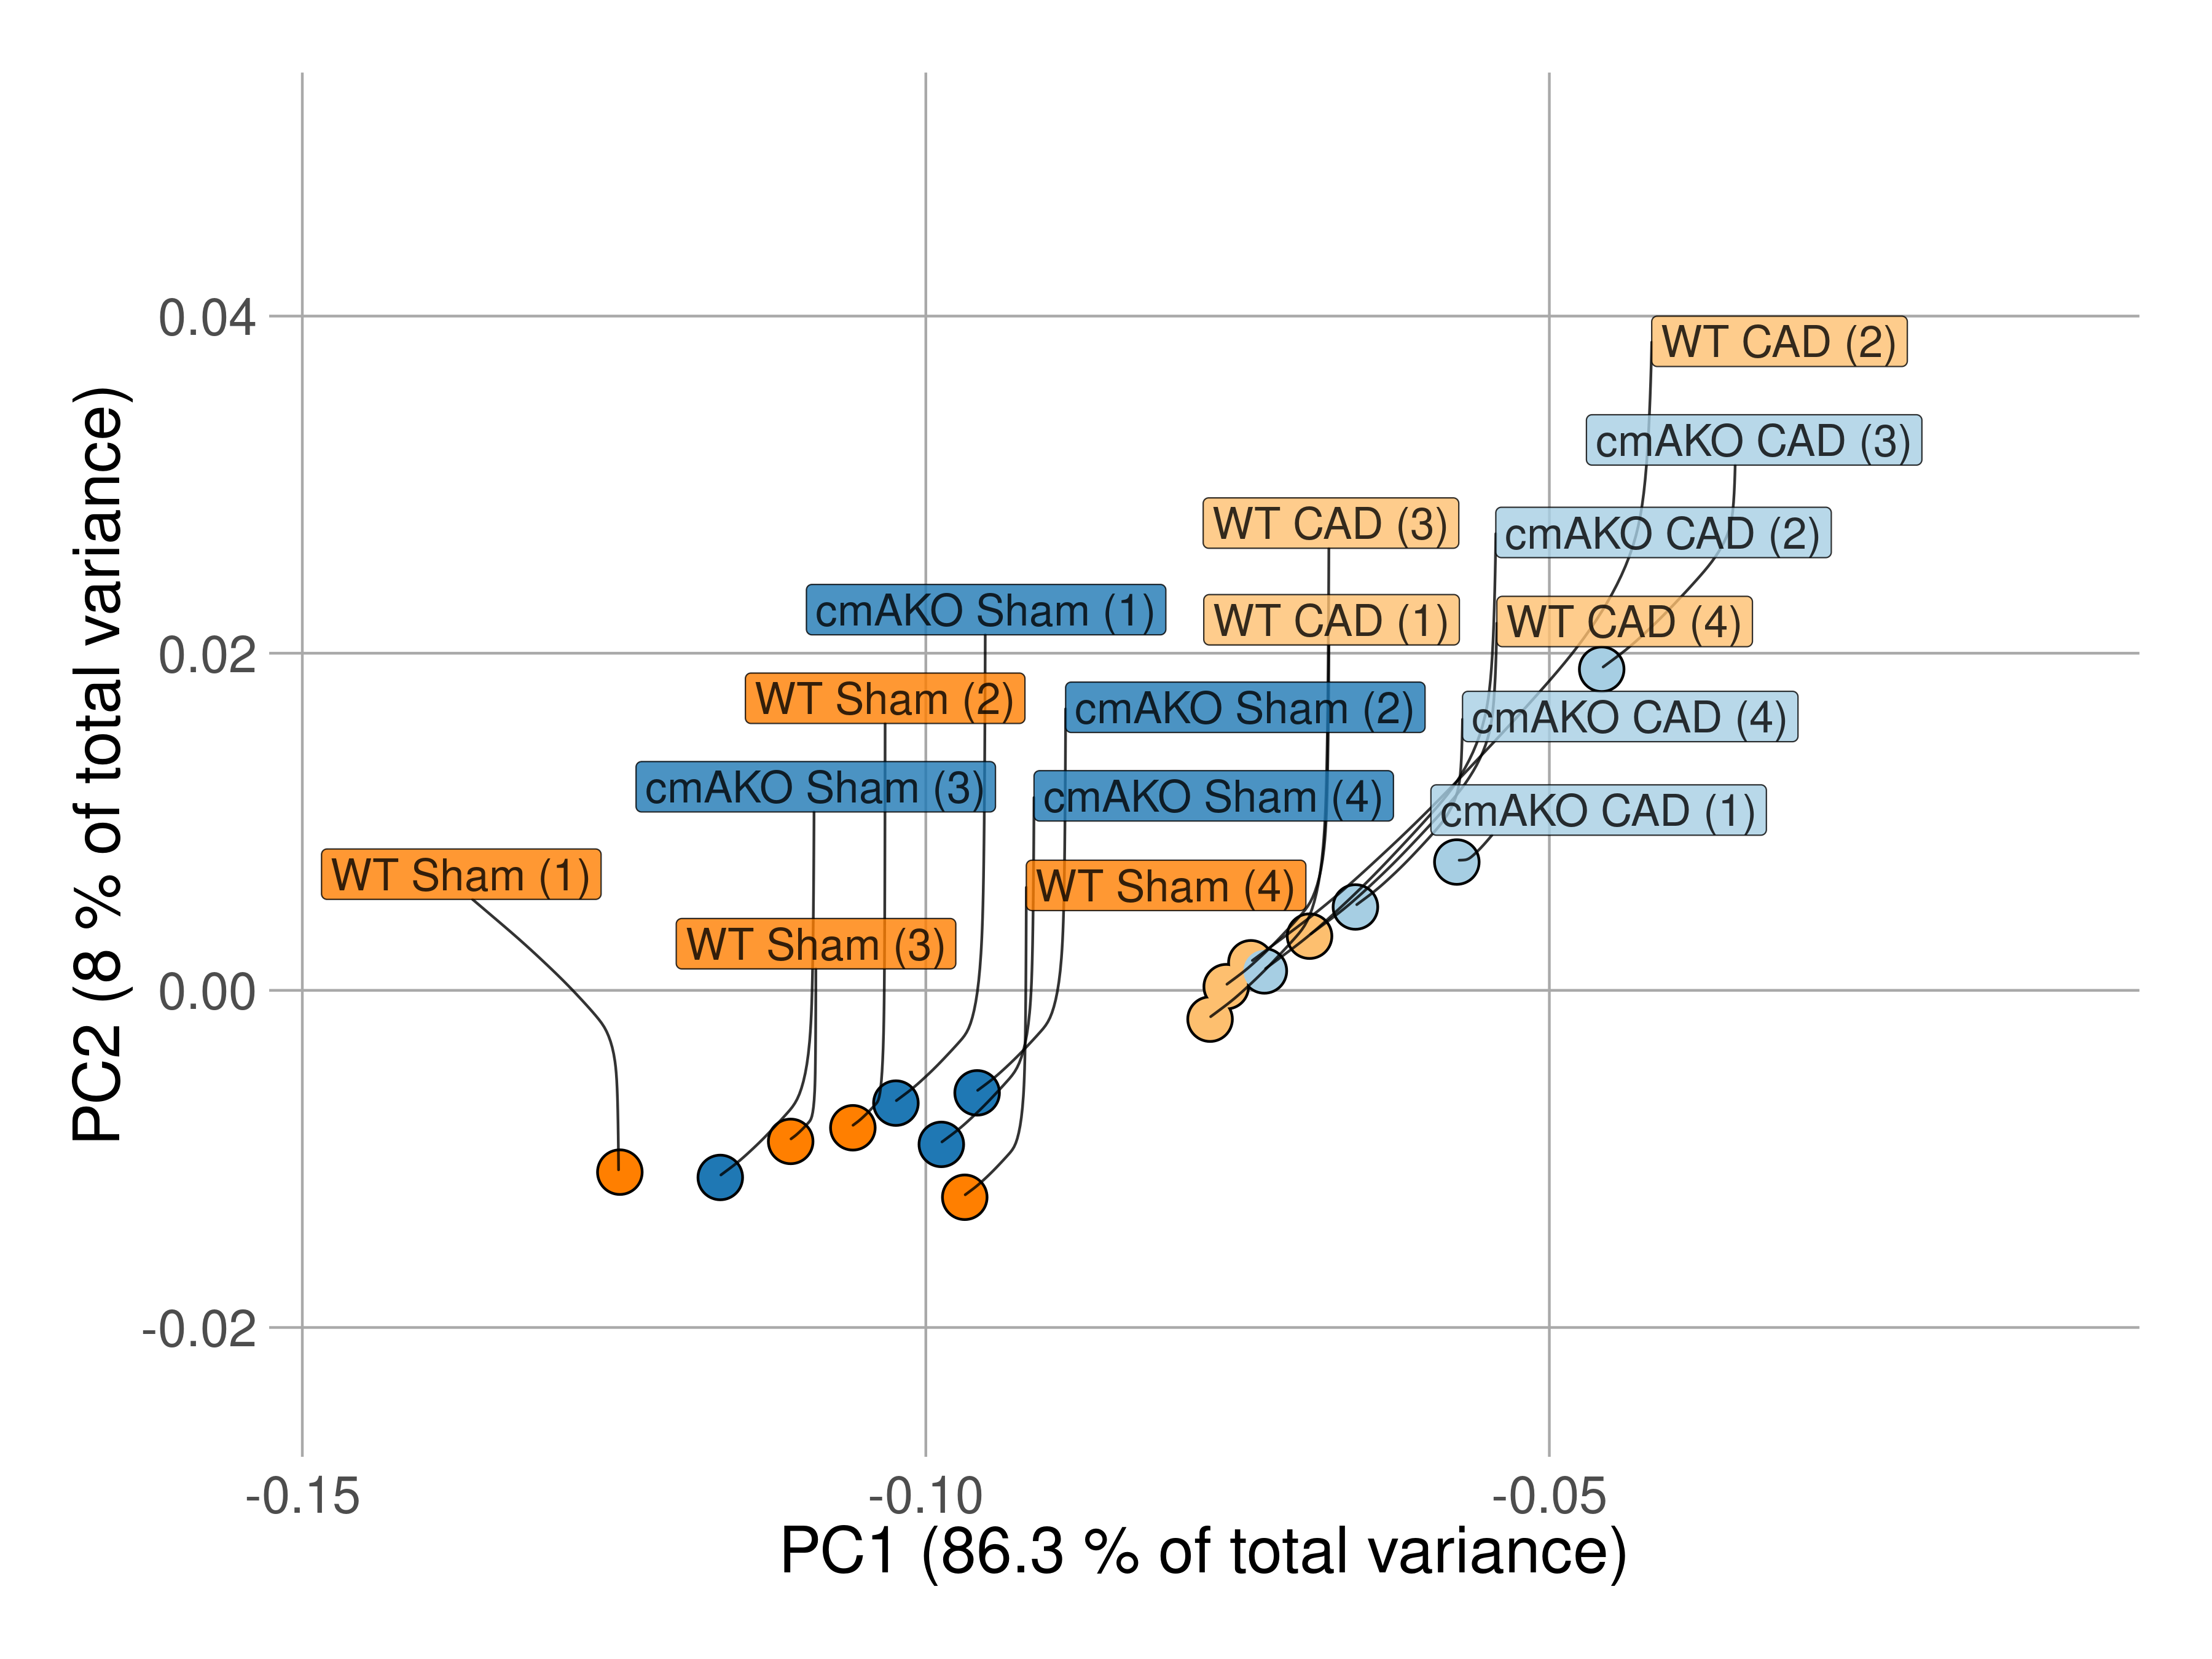 0.04
0.02
0.00
-0.02
PC2 (8 % of total variance)
WT CAD (2)
cmAKO CAD (3)
WT CAD (3)
cmAKO CAD (2)
cmAKO Sham (1)
WT CAD (1)
WT CAD (4)
WT Sham (2)
cmAKO Sham (2)
cmAKO CAD (4)
cmAKO Sham (3)
cmAKO Sham (4)
cmAKO CAD (1)
WT Sham (1)
WT Sham (4)
WT Sham (3)
-0.15
-0.10
-0.05
PC1 (86.3 % of total variance)